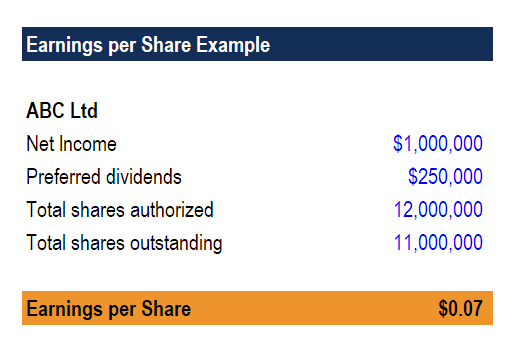 Earnings per Share Example
ABC Ltd
Net Income $1,000,000
Preferred dividends $250,000
Total shares authorized 12,000,000
Total shares outstanding 11,000,000
Earnings per Share $0.07